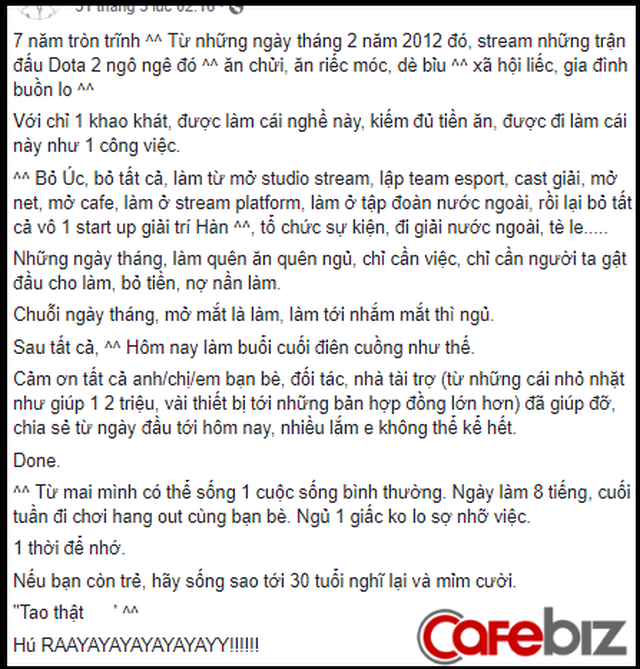 31 tháng 5 lúc 02:16
7 năm tròn trĩnh ^^ Từ những ngày tháng 2 năm 2012 đó, stream những trận
đấu Dota 2 ngô nghê đó ^^ ăn chửi, ăn riếc móc, dè bỉu ^^ xã hội liếc, gia đình
buồn lo ^^
Với chỉ 1 khao khát, được làm cái nghề này, kiếm đủ tiền ăn, được đi làm cái
này như 1 công việc.
^^ Bỏ Úc, bỏ tất cả, làm từ mở studio stream, lập team esport, cast giải, mở
net, mở cafe, làm ở stream platform, làm ở tập đoàn nước ngoài, rồi lại bỏ tất
cả vô 1 start up giải trí Hàn ^^, tổ chức sự kiện, đi giải nước ngoài, tè le.....
Những ngày tháng, làm quên ăn quên ngủ, chỉ cần việc, chỉ cần người ta gật
đầu cho làm, bỏ tiền, nợ nần làm.
Chuỗi ngày tháng, mở mắt là làm, làm tới nhắm mắt thì ngủ.
Sau tất cả, ^^ Hôm nay làm buổi cuối điên cuồng như thế.
Cảm ơn tất cả anh/chị/em bạn bè, đối tác, nhà tài trợ (từ những cái nhỏ nhặt
như giúp 1 2 triệu, vài thiết bị tới những bản hợp đồng lớn hơn) đã giúp đỡ,
chia sẻ từ ngày đầu tới hôm nay, nhiều lắm e không thể kể hết.
Done.
^^ Từ mai mình có thể sống 1 cuộc sống bình thường. Ngày làm 8 tiếng, cuối
tuần đi chơi hang out cùng bạn bè. Ngủ 1 giấc ko lo sợ nhỡ việc.
1 thời để nhớ.
Nếu bạn còn trẻ, hãy sống sao tới 30 tuổi nghĩ lại và mỉm cười.
"Tao thật ' ^^
Hú RAAYAYAYAYAYAYAYY!!!!!!
Cafebiz